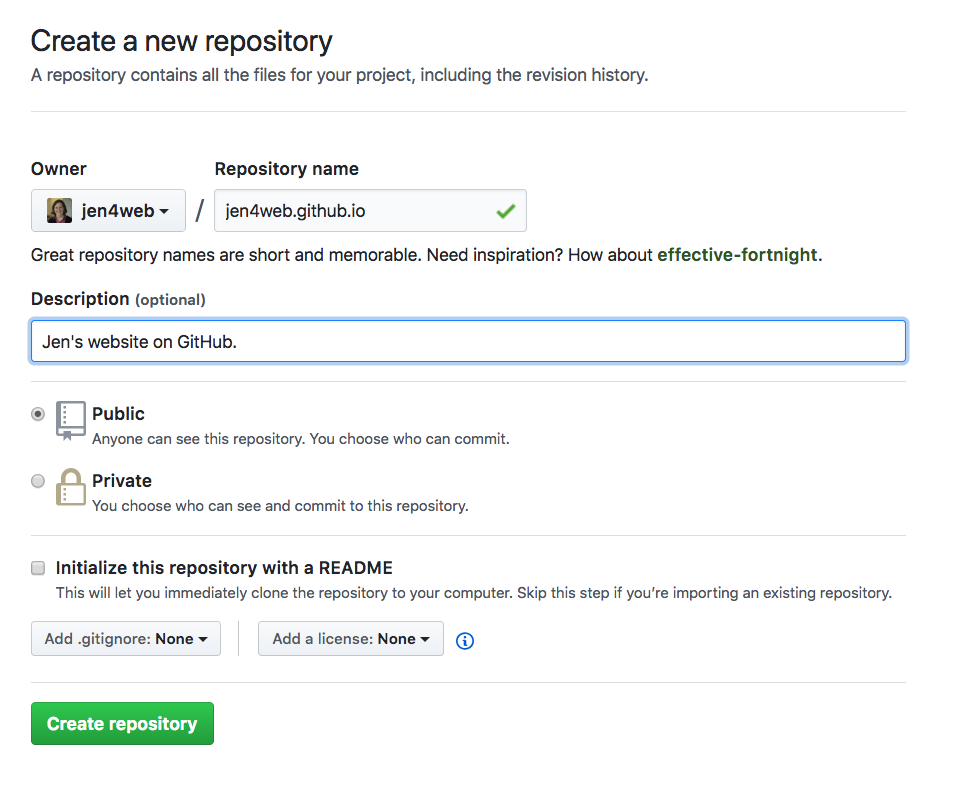 Create a new repository
A repository contains all the files for your project, including the revision history.
Owner
Repository name
jen4web
/
jen4web.github.io
Great repository names are short and memorable. Need inspiration? How about effective-fortnight.
Description (optional)
Jen's website on GitHub.
Public
Anyone can see this repository. You choose who can commit.
Private
You choose who can see and commit to this repository.
Initialize this repository with a README
This will let you immediately clone the repository to your computer. Skip this step if you’re importing an existing repository.
Add .gitignore: None
Add a license: None
Create repository